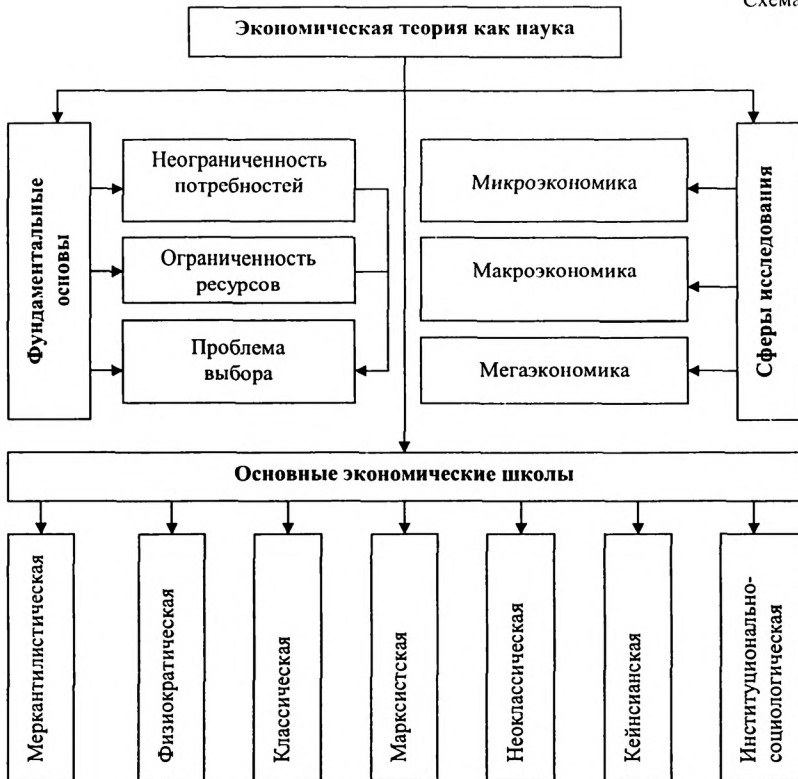 Схема
Экономическая теория как наука
Фундаментальные
основы
Неограниченность
потребностей
Ограниченность
ресурсов
Проблема
выбора
Микроэкономика
Макроэкономика
Мегаэкономика
Сферы исследования
Основные экономические школы
Меркантилистическая
Физиократическая
Классическая
Марксистская
Неоклассическая
Кейнсианская
Институционально-
социологическая